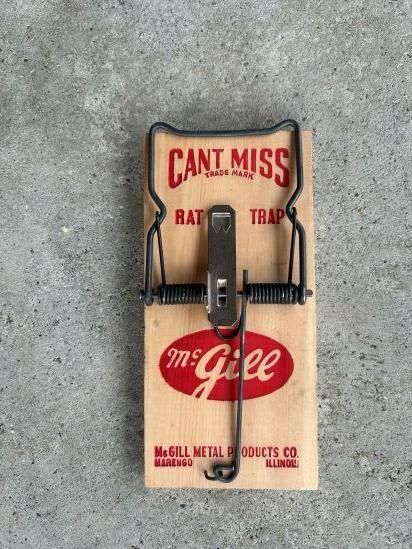 CANT MISS
TRADE MARK
RAT TRAP
McGill
McGILL METAL PRODUCTS CO.
MARENGO ILLINOIS